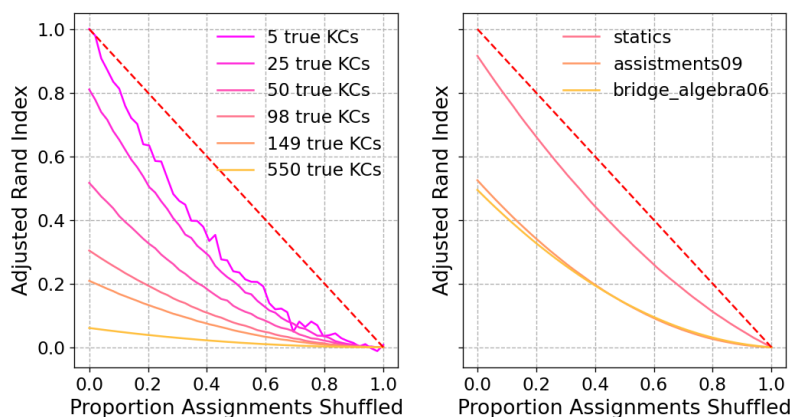 1.0
0.8
0.6
0.4
0.2
0.0
Adjusted Rand Index
5 true KCs
25 true KCs
50 true KCs
98 true KCs
149 true KCs
550 true KCs
0.0 0.2 0.4 0.6 0.8 1.0
Proportion Assignments Shuffled
Adjusted Rand Index
statics
assistments09
bridge_algebra06
0.0 0.2 0.4 0.6 0.8 1.0
Proportion Assignments Shuffled